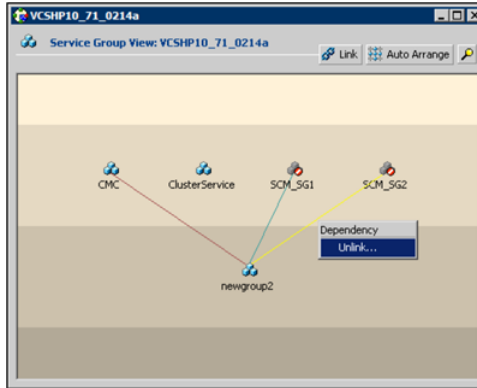 VCSHP10_71_0214a
Service Group View: VCSHP10_71_0214a
Link
Auto Arrange
CMC
ClusterService
SCM_SG1
SCM_SG2
Dependency
Unlink...
newgroup2